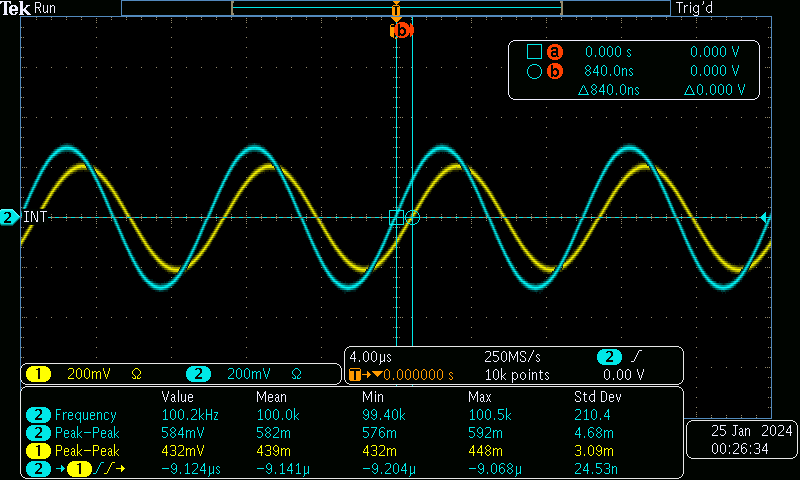 Tek Run Trig'd
T
b
a 0.000 s 0.000 V
b 840.0ns 0.000 V
△840.0ns △0.000 V
2 INT
4.00µs 250MS/s 2 0.00 V
T→▼0.000000 s 10k points
1 200mV Ω 2 200mV Ω
Value Mean Min Max Std Dev
2 Frequency 100.2kHz 100.0k 99.40k 100.5k 210.4
2 Peak-Peak 584mV 582m 576m 592m 4.68m
1 Peak-Peak 432mV 439m 432m 448m 3.09m
2 →1 → -9.124µs -9.141µ -9.204µ -9.068µ 24.53n
25 Jan 2024
00:26:34